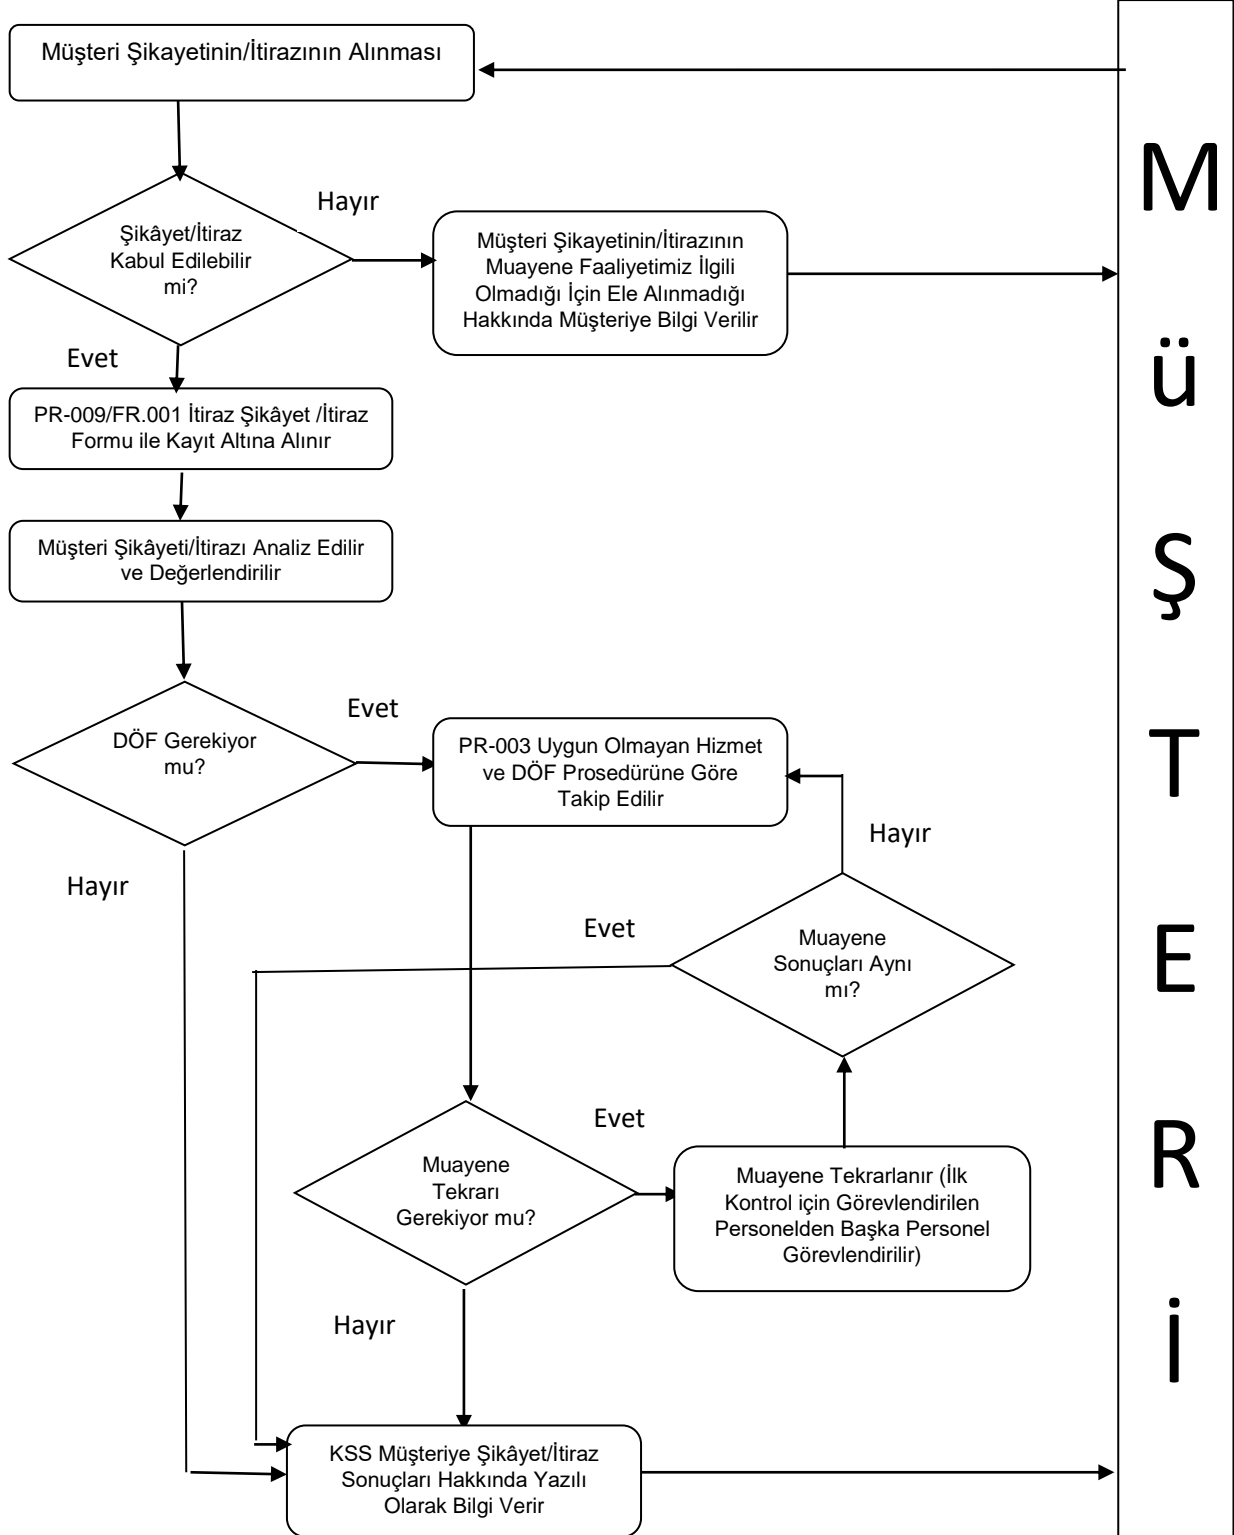 Müşteri Şikayetinin/İtirazının Alınması
Hayır
Şikâyet/İtiraz
Kabul Edilebilir
mi?
Müşteri Şikayetinin/İtirazının
Muayene Faaliyetimiz İlgili
Olmadığı İçin Ele Alınmadığı
Hakkında Müşteriye Bilgi Verilir
Evet
PR-009/FR.001 İtiraz Şikâyet /İtiraz
Formu ile Kayıt Altına Alınır
Müşteri Şikâyeti/İtirazı Analiz Edilir
ve Değerlendirilir
DÖF Gerekiyor
mu?
Evet
PR-003 Uygun Olmayan Hizmet
ve DÖF Prosedürüne Göre
Takip Edilir
Hayır
Hayır
Evet
Muayene
Sonuçları Aynı
mı?
Muayene
Tekrarı
Gerekiyor mu?
Evet
Muayene Tekrarlanır (İlk
Kontrol için Görevlendirilen
Personelden Başka Personel
Görevlendirilir)
Hayır
KSS Müşteriye Şikâyet/İtiraz
Sonuçları Hakkında Yazılı
Olarak Bilgi Verir
M
ü
Ş
T
E
R
İ